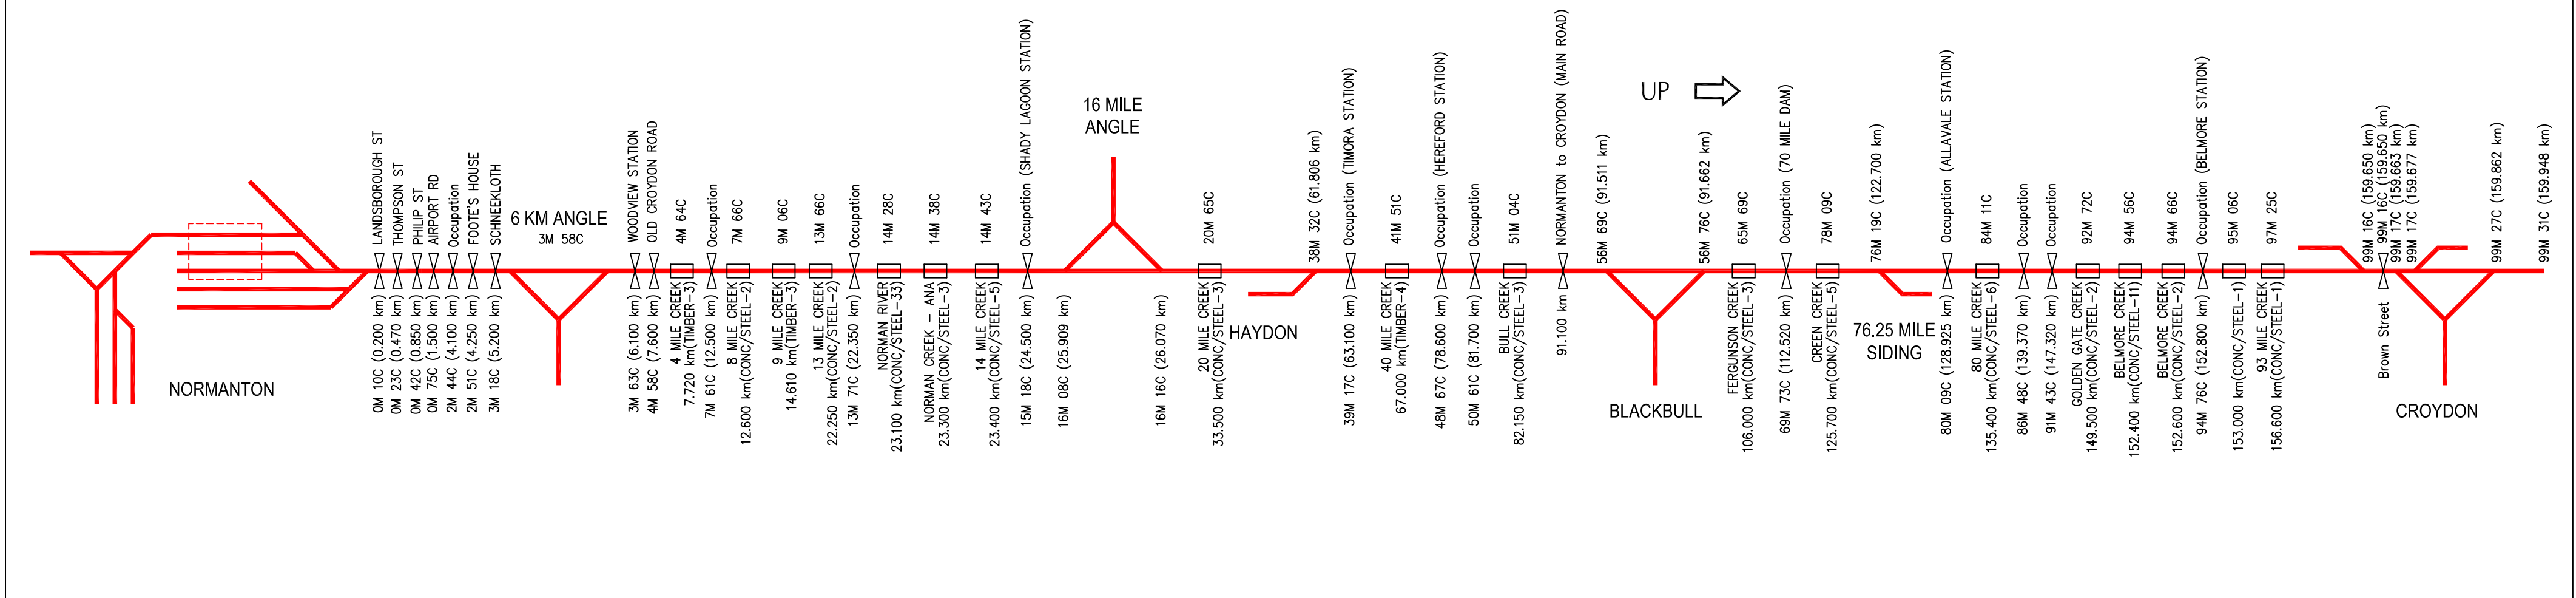 NORMANTON
LANDSBOROUGH ST
0M 10C (0.200 km)
THOMPSON ST
0M 23C (0.470 km)
PHILLIP ST
0M 42C (0.850 km)
AIRPORT RD
0M 75C (1.500 km)
Occupation
2M 44C (4.100 km)
FOOTE'S HOUSE
2M 51C (4.250 km)
SCHNEEKLOTH
3M 18C (5.200 km)
6 KM ANGLE
3M 58C
WOODVIEW STATION
3M 63C (6.100 km)
OLD CROYDON ROAD
4M 58C (7.600 km)
4M 64C
4 MILE CREEK
7.720 km(TIMBER-3)
Occupation
7M 61C (12.500 km)
7M 66C
8 MILE CREEK
12.600 km(CONC/STEEL-2)
9M 06C
9 MILE CREEK
14.610 km(TIMBER-3)
13M 66C
13 MILE CREEK
22.250 km(CONC/STEEL-2)
Occupation
13M 71C (22.350 km)
14M 28C
NORMAN RIVER
23.100 km(CONC/STEEL-33)
14M 38C
NORMAN CREEK - ANA
23.300 km(CONC/STEEL-3)
14M 43C
14 MILE CREEK
23.400 km(CONC/STEEL-5)
Occupation (SHADY LAGOON STATION)
15M 18C (24.500 km)
16M 08C (25.909 km)
16 MILE
ANGLE
16M 16C (26.070 km)
20M 65C
20 MILE CREEK
33.500 km(CONC/STEEL-3)
HAYDON
38M 32C (61.806 km)
Occupation (TIMORA STATION)
39M 17C (63.100 km)
41M 51C
40 MILE CREEK
67.000 km(TIMBER-4)
Occupation (HEREFORD STATION)
48M 67C (78.600 km)
Occupation
50M 61C (81.700 km)
51M 04C
BULL CREEK
82.150 km(CONC/STEEL-3)
NORMANTON to CROYDON (MAIN ROAD)
91.100 km
56M 69C (91.511 km)
UP
BLACKBULL
56M 76C (91.662 km)
65M 69C
FERGUNSON CREEK
106.000 km(CONC/STEEL-3)
Occupation (70 MILE DAM)
69M 73C (112.520 km)
78M 09C
CREEN CREEK
125.700 km(CONC/STEEL-5)
76M 19C (122.700 km)
76.25 MILE
SIDING
Occupation (ALLAVALE STATION)
80M 09C (128.925 km)
84M 11C
80 MILE CREEK
135.400 km(CONC/STEEL-6)
Occupation
86M 48C (139.370 km)
Occupation
91M 43C (147.320 km)
92M 72C
GOLDEN GATE CREEK
149.500 km(CONC/STEEL-2)
94M 56C
BELMORE CREEK
152.400 km(CONC/STEEL-11)
94M 66C
BELMORE CREEK
152.600 km(CONC/STEEL-2)
Occupation (BELMORE STATION)
94M 76C (152.800 km)
95M 06C
153.000 km(CONC/STEEL-1)
97M 25C
93 MILE CREEK
156.600 km(CONC/STEEL-1)
99M 16C (159.650 km)
99M 16C (159.650 km)
Brown Street
99M 17C (159.663 km)
99M 17C (159.677 km)
CROYDON
99M 27C (159.862 km)
99M 31C (159.948 km)